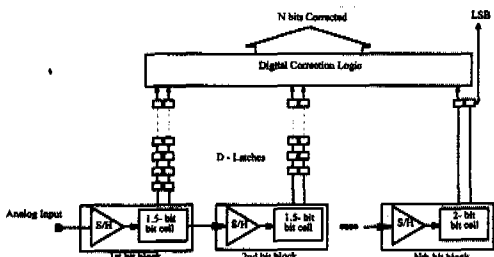 N bits Corrected
LSB
Digital Correction Logic
D - Latches
Analog Input
S/H
1.5- bit
bit cell
S/H
1.5- bit
bit cell
S/H
2- bit
bit cell
1st bit block
2nd bit block
Nth bit block